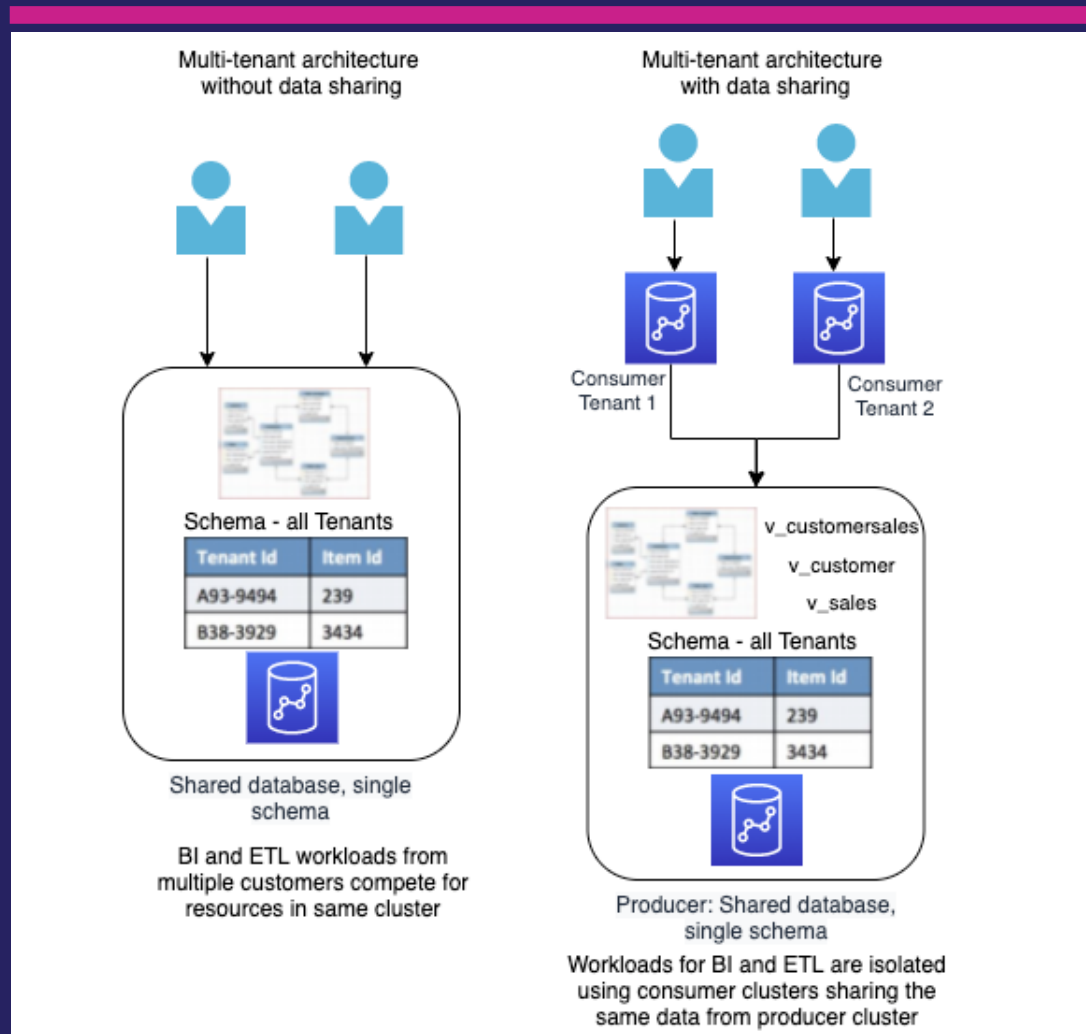 Multi-tenant architecture
without data sharing
Schema - all Tenants
Tenant Id Item Id
A93-9494 239
B38-3929 3434
Shared database, single
schema
BI and ETL workloads from
multiple customers compete for
resources in same cluster
Multi-tenant architecture
with data sharing
Consumer
Tenant 1
Consumer
Tenant 2
v_customersales
v_customer
v_sales
Schema - all Tenants
Tenant Id Item Id
A93-9494 239
B38-3929 3434
Producer: Shared database,
single schema
Workloads for BI and ETL are isolated
using consumer clusters sharing the
same data from producer cluster